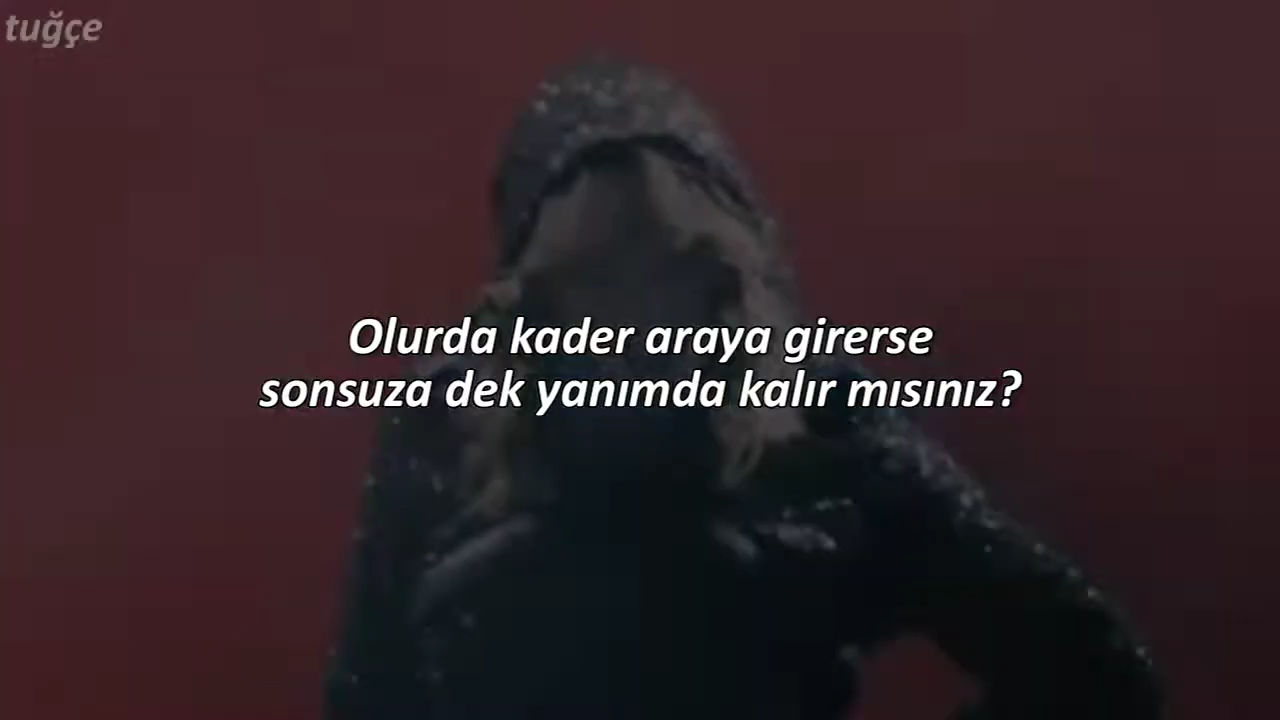 tuğçe
Olurda kader araya girerse
sonsuza dek yanımda kalır mısınız?